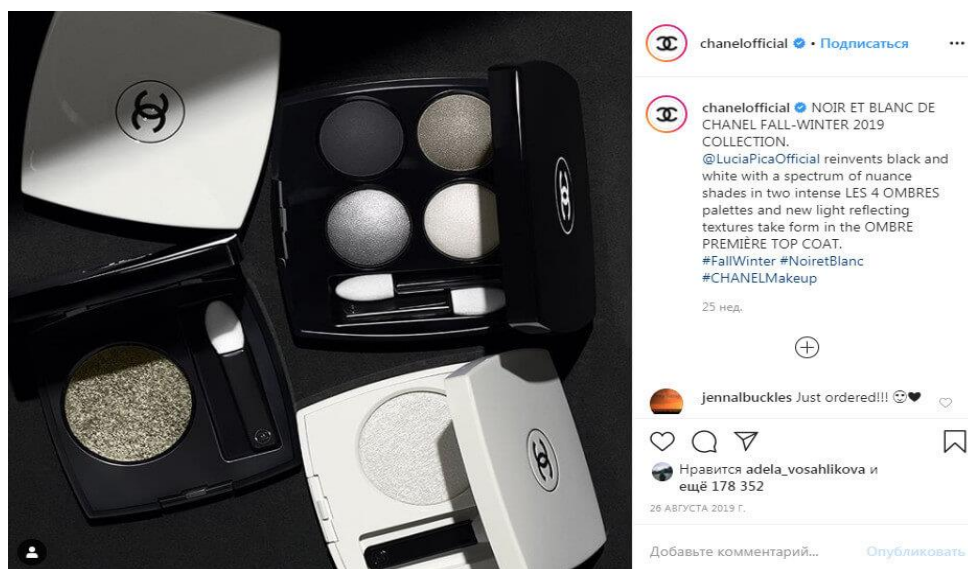 chanelofficial • Подписаться
chanelofficial NOIR ET BLANC DE
CHANEL FALL-WINTER 2019
COLLECTION.
@LuciaPicaOfficial reinvents black and
white with a spectrum of nuance
shades in two intense LES 4 OMBRES
palettes and new light reflecting
textures take form in the OMBRE
PREMIÈRE TOP COAT.
#FallWinter #NoiretBlanc
#CHANELMakeup
25 нед.
jennalbuckles Just ordered!!! 😍🖤
Нравится adela_vosahlikova и
ещё 178 352
26 АВГУСТА 2019 Г.
Добавьте комментарий... Опубликовать